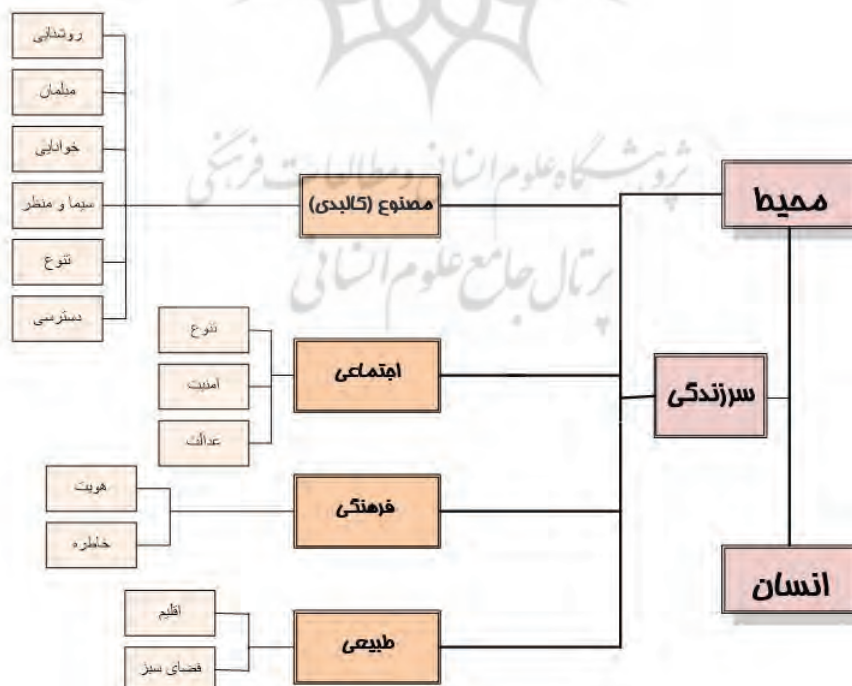 محیط
سرزندگی
انسان
مصنوع (کالبدی)
روشنایی
مبلمان
خوانایی
سیما و منظر
تنوع
دسترسی
اجتماعی
تنوع
امنیت
عدالت
فرهنگی
هویت
خاطره
طبیعی
اقلیم
فضای سبز
پژوهشگاه علوم انسانی و مطالعات فرهنگی
پرتال جامع علوم انسانی